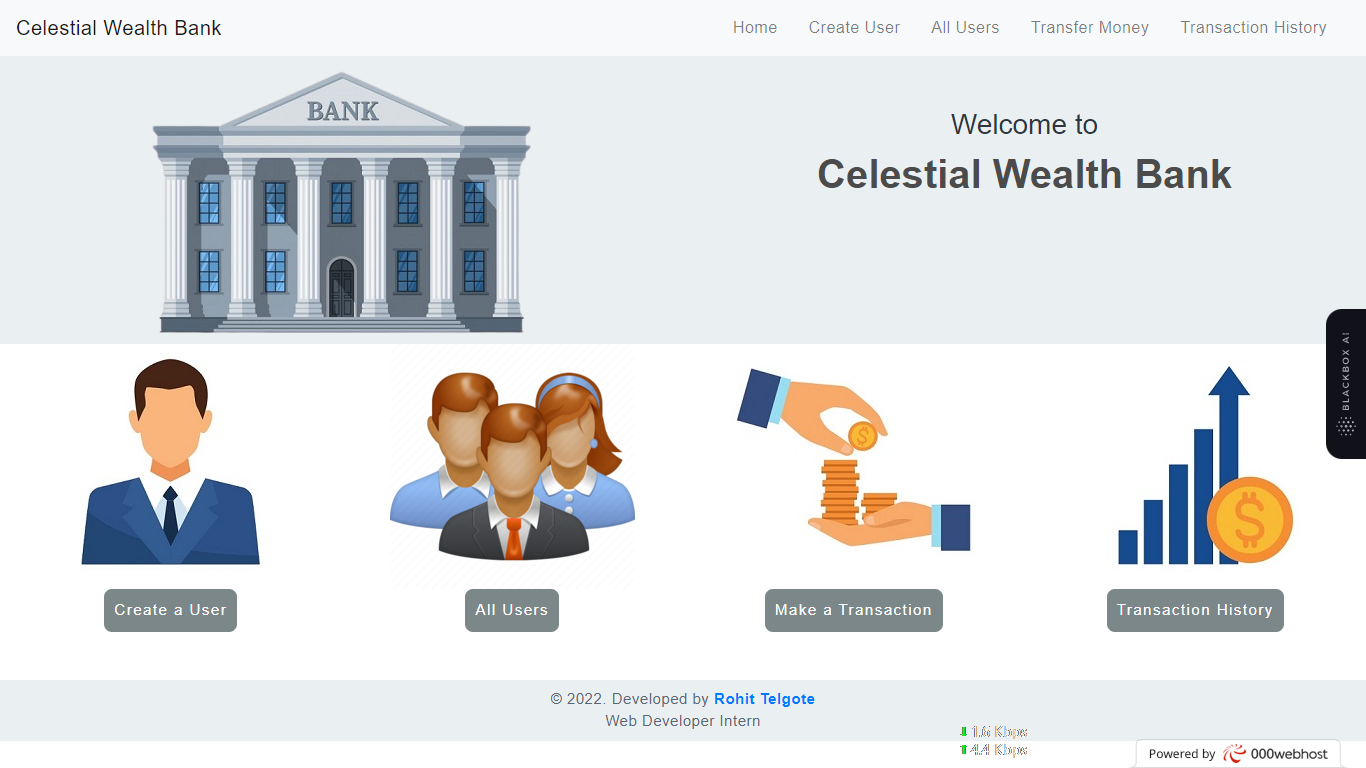 Celestial Wealth Bank
Home Create User All Users Transfer Money Transaction History
BANK
Welcome to
Celestial Wealth Bank
BLACKBOX AI
Create a User
All Users
Make a Transaction
Transaction History
© 2022. Developed by Rohit Telgote
Web Developer Intern
1.6 Kbps
4.4 Kbps
Powered by 000webhost